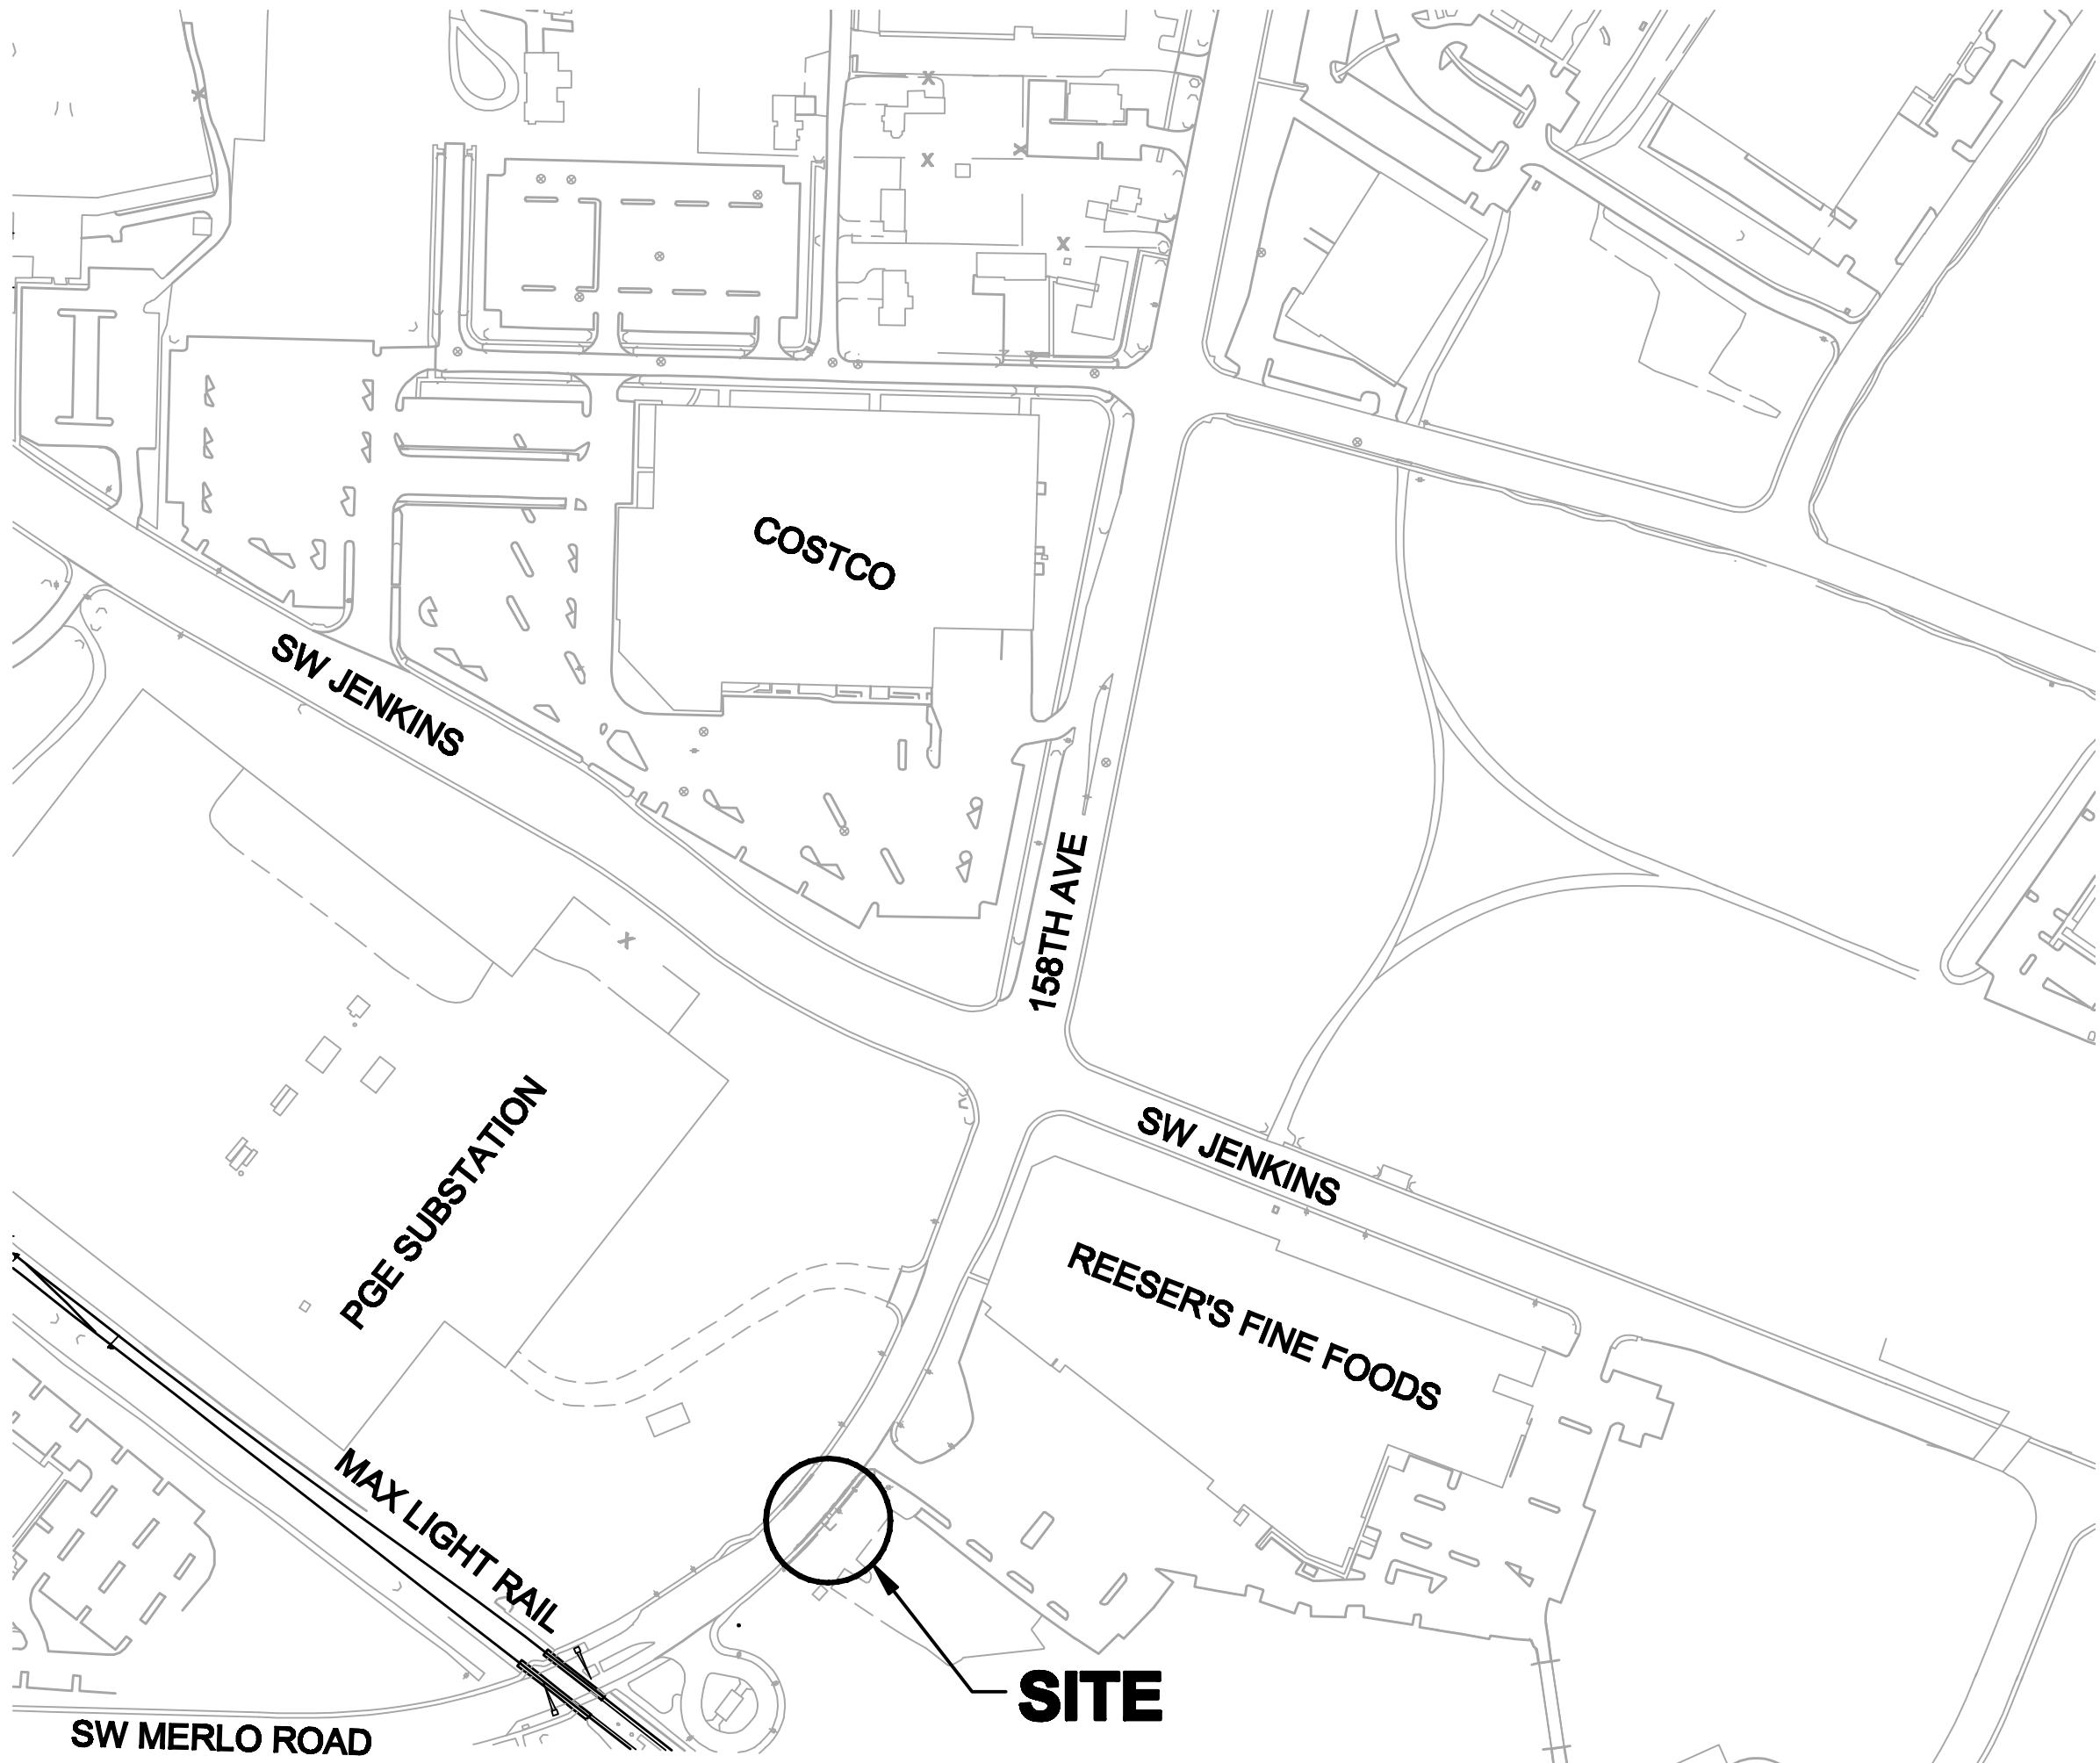 COSTCO
SW JENKINS
158TH AVE
PGE SUBSTATION
SW JENKINS
REESER'S FINE FOODS
MAX LIGHT RAIL
SITE
SW MERLO ROAD